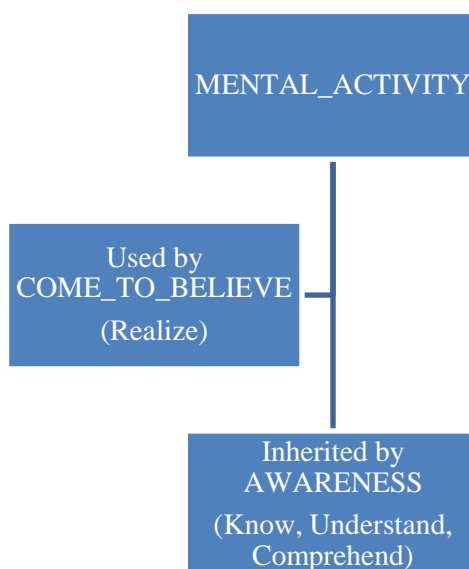 MENTAL_ACTIVITY
Used by
COME_TO_BELIEVE
(Realize)
Inherited by
AWARENESS
(Know, Understand,
Comprehend)